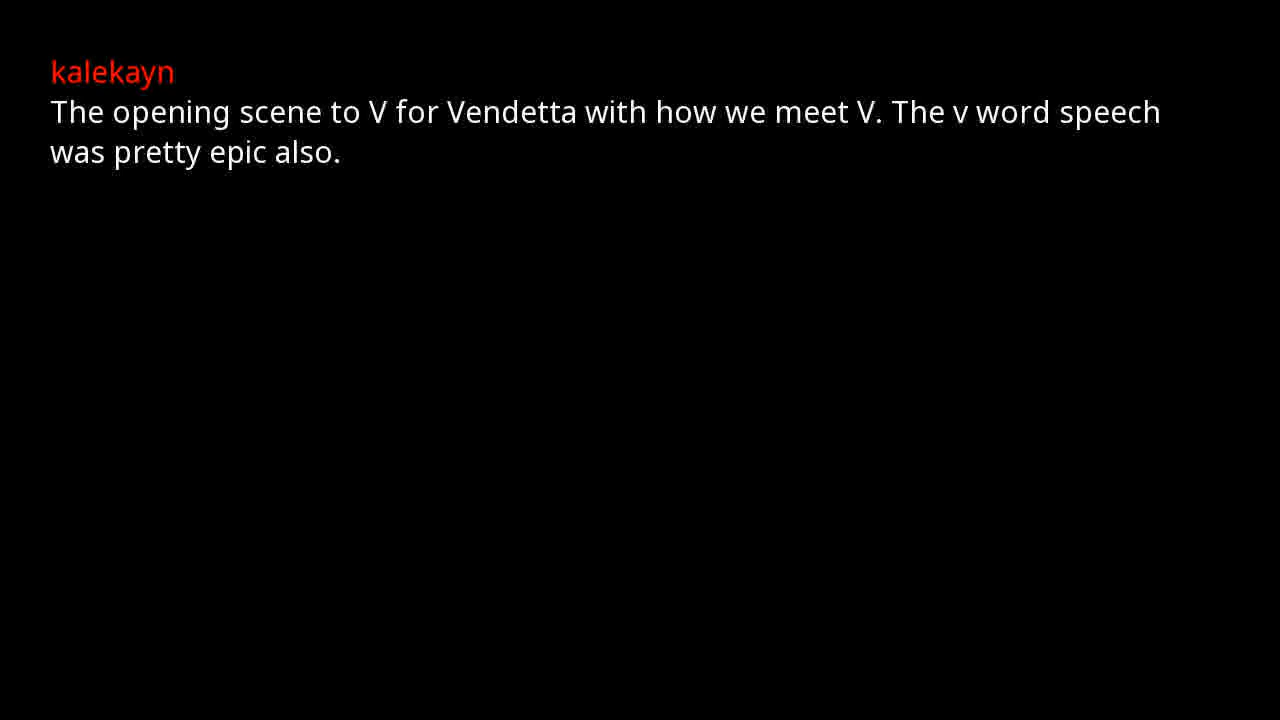 kalekayn
The opening scene to V for Vendetta with how we meet V. The v word speech
was pretty epic also.